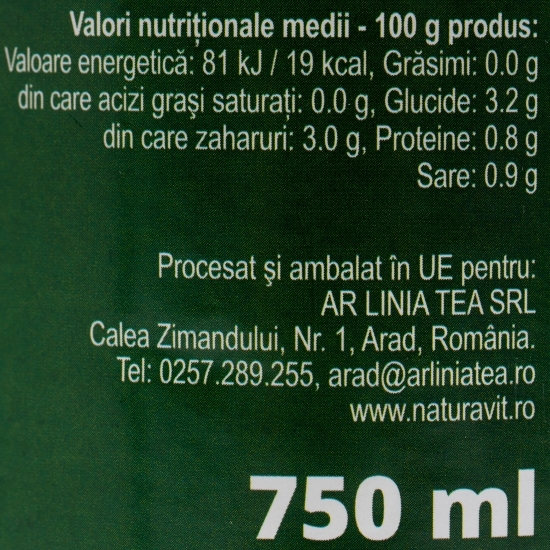 Valori nutriționale medii - 100 g produs:
Valoare energetică: 81 kJ / 19 kcal, Grăsimi: 0.0 g
din care acizi grași saturați: 0.0 g, Glucide: 3.2 g
din care zaharuri: 3.0 g, Proteine: 0.8 g
Sare: 0.9 g
Procesat și ambalat în UE pentru:
AR LINIA TEA SRL
Calea Zimandului, Nr. 1, Arad, România.
Tel: 0257.289.255, arad@arliniatea.ro
www.naturavit.ro
750 ml